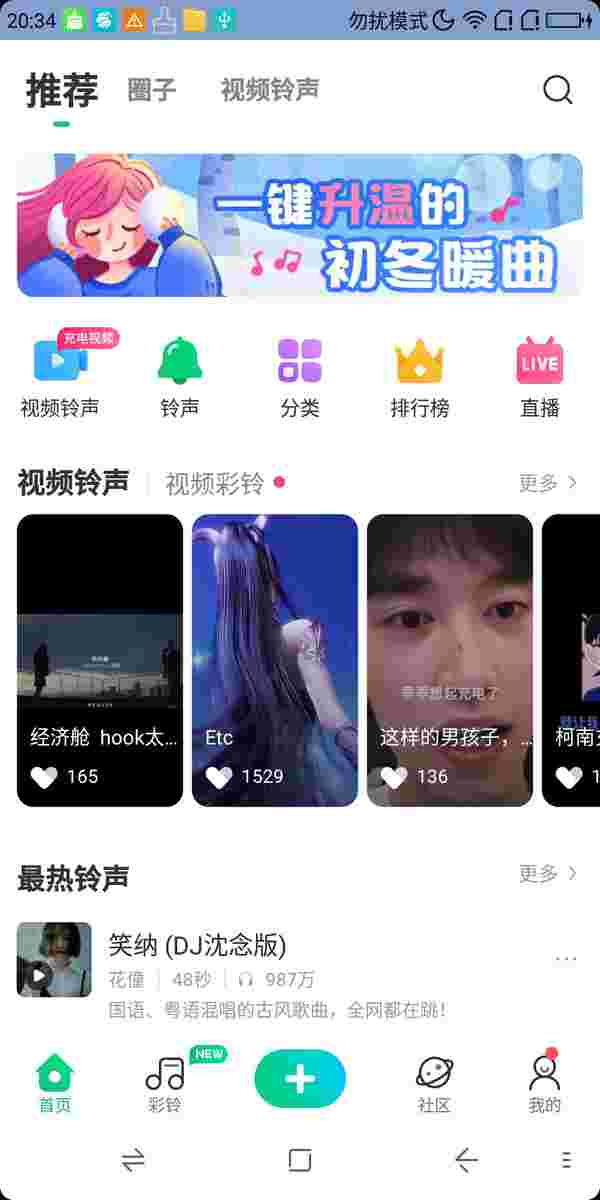 20:34
勿扰模式
推荐 圈子 视频铃声
一键升温的
初冬暖曲
充电视频
LIVE
视频铃声 铃声 分类 排行榜 直播
视频铃声 视频彩铃 更多
乖乖想起充电了
经济舱 hook太... Etc 这样的男孩子，... 柯南
165 1529 136 1
最热铃声 更多
笑纳 (DJ沈念版)
花僮 48秒 987万
国语、粤语混唱的古风歌曲，全网都在跳！
NEW
首页 彩铃 社区 我的